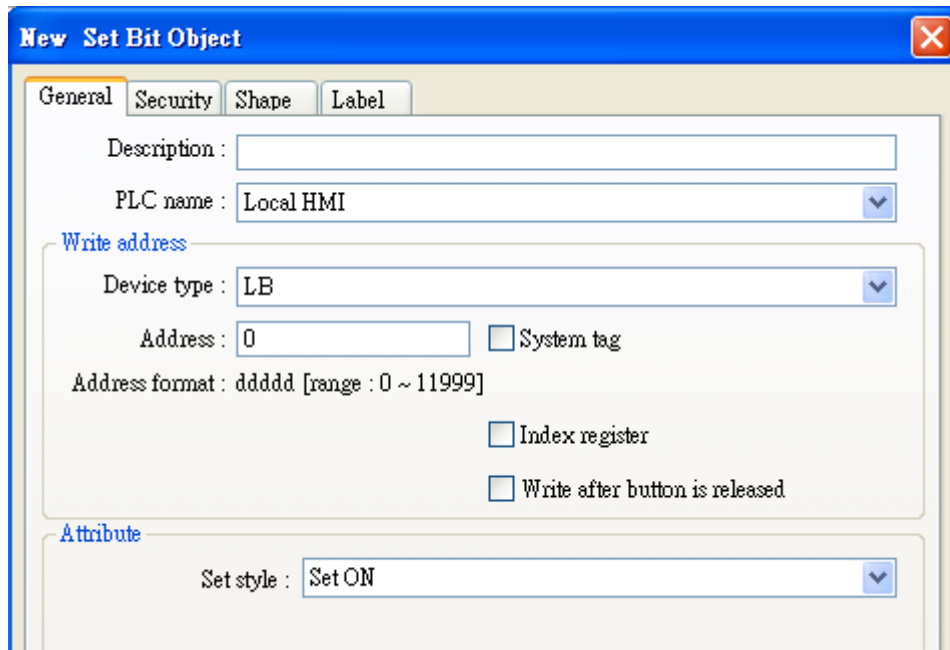 New Set Bit Object
General Security Shape Label
Description :
PLC name : Local HMI
Write address
Device type : LB
Address : 0 System tag
Address format : ddddd [range : 0 ~ 11999]
Index register
Write after button is released
Attribute
Set style : Set ON